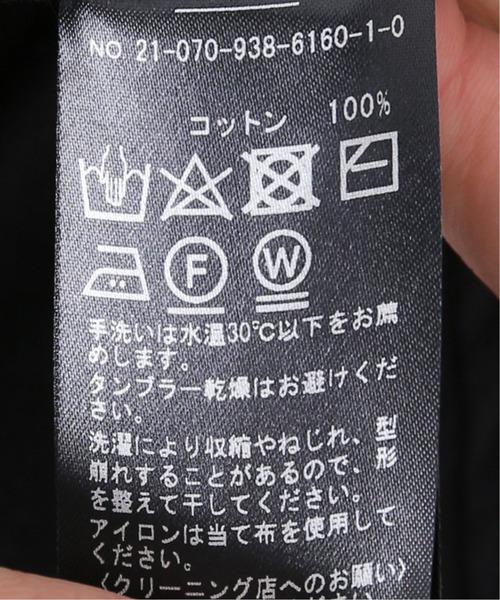 NO 21-070-938-6160-1-0
コットン 100%
F W
手洗いは水温30℃以下をお薦
めします。
タンブラー乾燥はお避けくだ
さい。
洗濯により収縮やねじれ、型
崩れすることがあるので、形
を整えて干してください。
アイロンは当て布を使用して
ください。
〈クリーニング店へのお願い〉